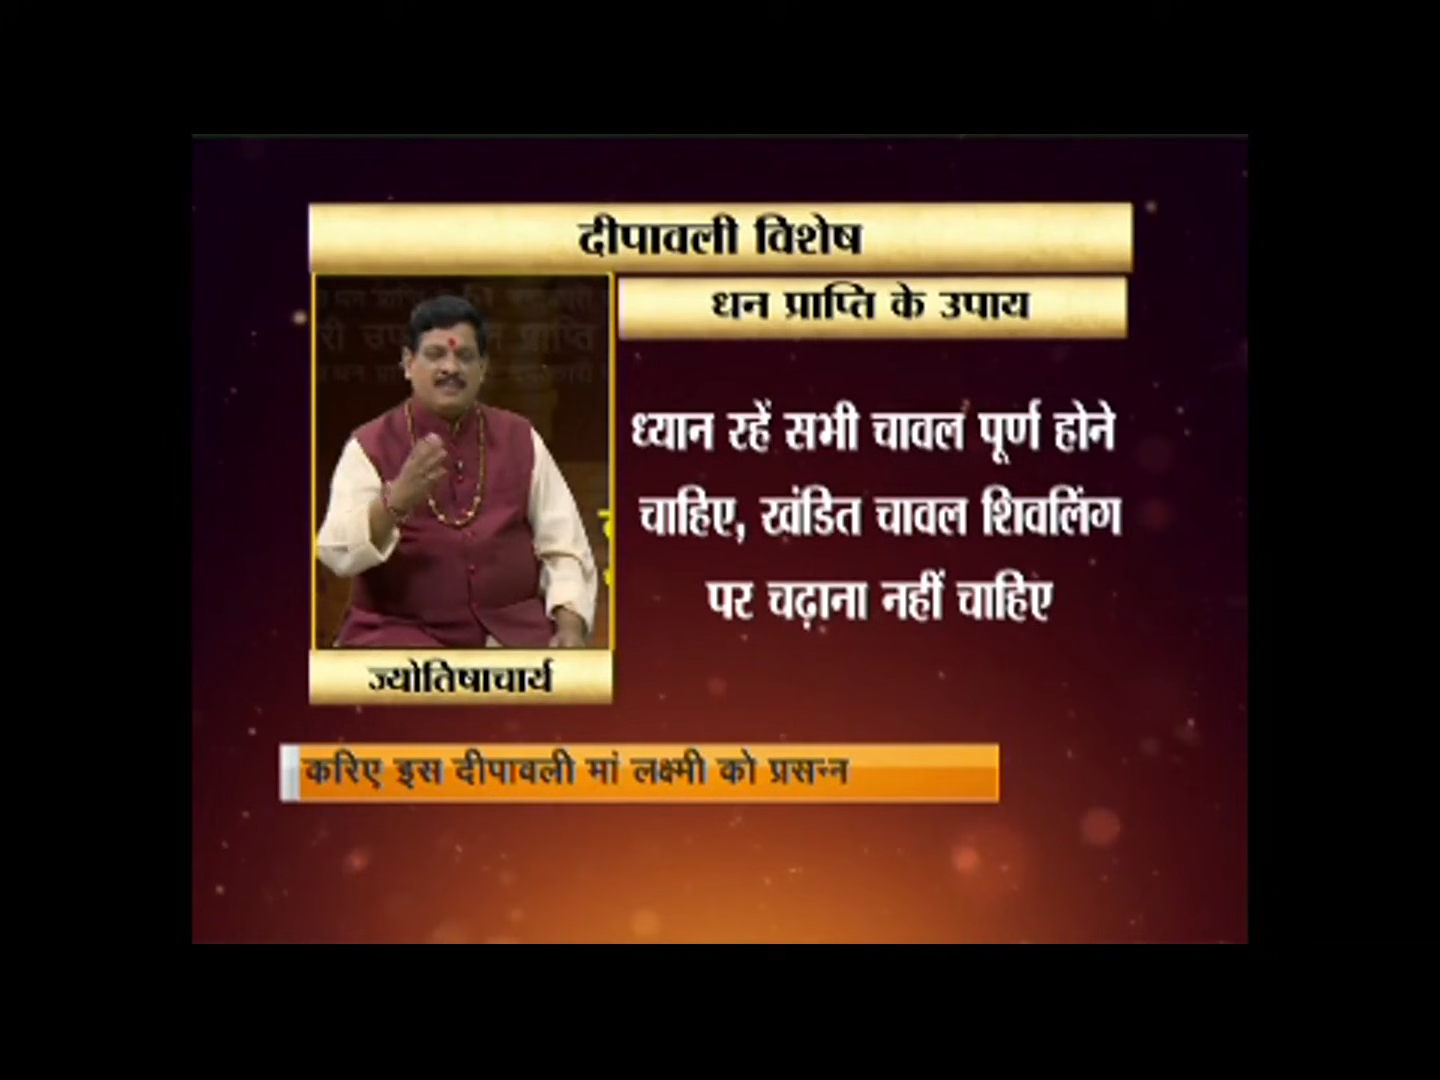 दीपावली विशेष
धन प्राप्ति के उपाय
ध्यान रहें सभी चावल पूर्ण होने
चाहिए, खंडित चावल शिवलिंग
पर चढ़ाना नहीं चाहिए
ज्योतिषाचार्य
करिए इस दीपावली मां लक्ष्मी को प्रसन्न